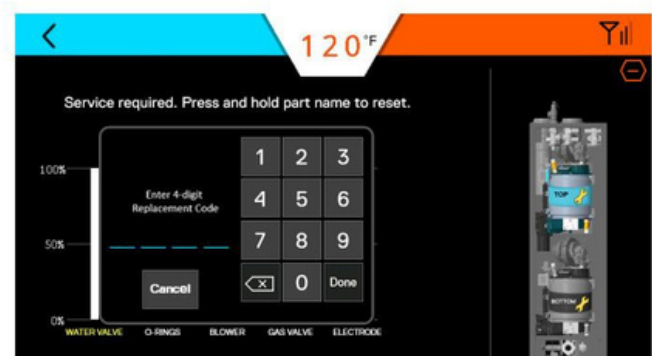 120°F
Service required. Press and hold part name to reset.
100%
50%
0%
Enter 4-digit
Replacement Code
1 2 3
4 5 6
7 8 9
0 Done
Cancel
WATER VALVE O-RINGS BLOWER GAS VALVE ELECTRODE
TOP
BOTTOM